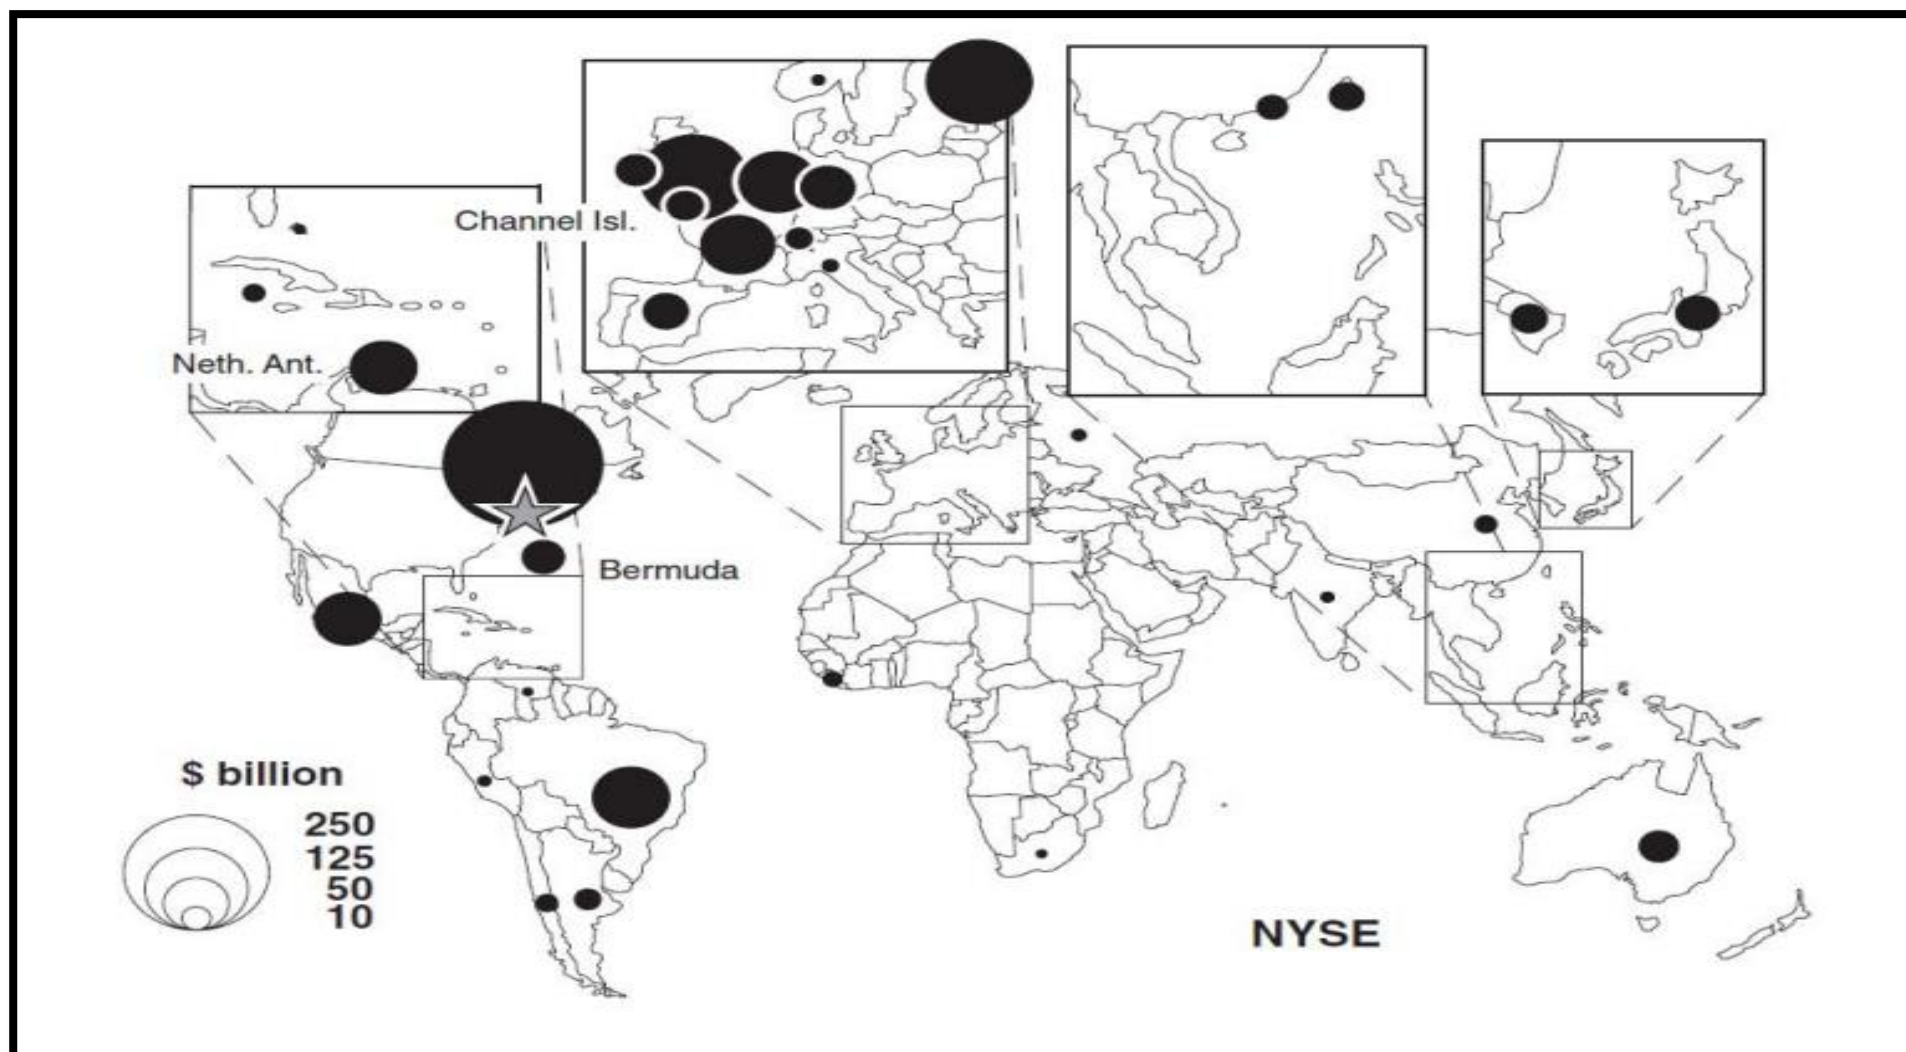 Channel Isl.
Neth. Ant.
Bermuda
$ billion
250
125
50
10
NYSE